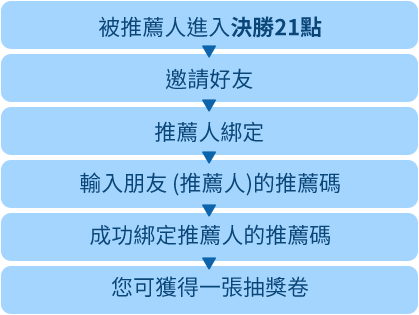 被推薦人進入決勝21點
邀請好友
推薦人綁定
輸入朋友 (推薦人)的推薦碼
成功綁定推薦人的推薦碼
您可獲得一張抽獎卷